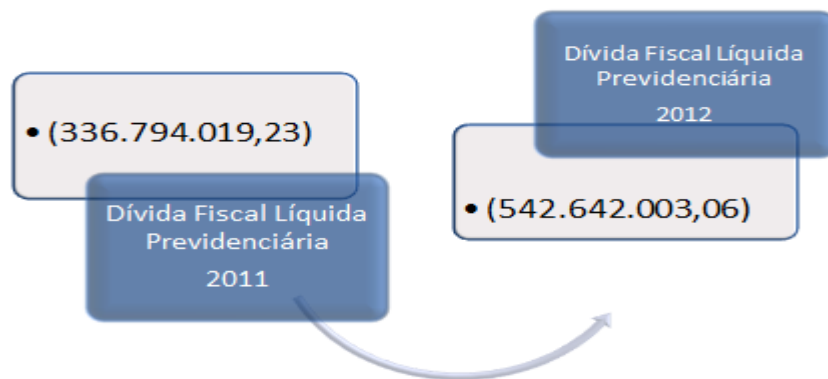 • (336.794.019,23)
Dívida Fiscal Líquida
Previdenciária
2011
Dívida Fiscal Líquida
Previdenciária
2012
• (542.642.003,06)